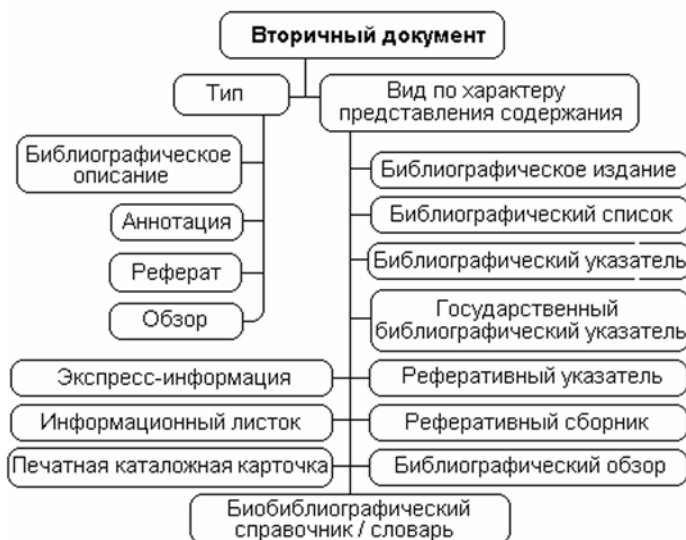 Вторичный документ
Тип
Вид по характеру
представления содержания
Библиографическое
описание
Аннотация
Реферат
Обзор
Библиографическое издание
Библиографический список
Библиографический указатель
Государственный
библиографический указатель
Экспресс-информация
Реферативный указатель
Информационный листок
Реферативный сборник
Печатная каталожная карточка
Библиографический обзор
Биобиблиографический
справочник / словарь